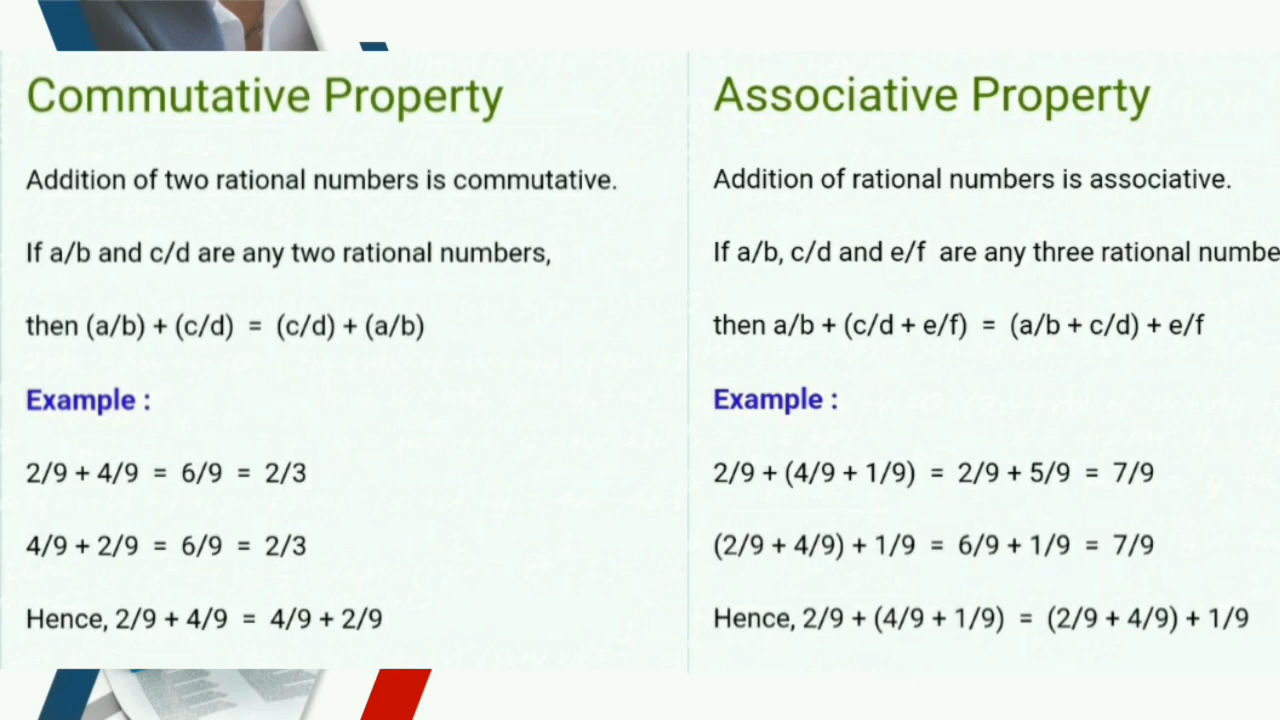 Commutative Property
Addition of two rational numbers is commutative.
If a/b and c/d are any two rational numbers,
then (a/b) + (c/d) = (c/d) + (a/b)
Example :
2/9 + 4/9 = 6/9 = 2/3
4/9 + 2/9 = 6/9 = 2/3
Hence, 2/9 + 4/9 = 4/9 + 2/9
Associative Property
Addition of rational numbers is associative.
If a/b, c/d and e/f are any three rational numbe
then a/b + (c/d + e/f) = (a/b + c/d) + e/f
Example :
2/9 + (4/9 + 1/9) = 2/9 + 5/9 = 7/9
(2/9 + 4/9) + 1/9 = 6/9 + 1/9 = 7/9
Hence, 2/9 + (4/9 + 1/9) = (2/9 + 4/9) + 1/9